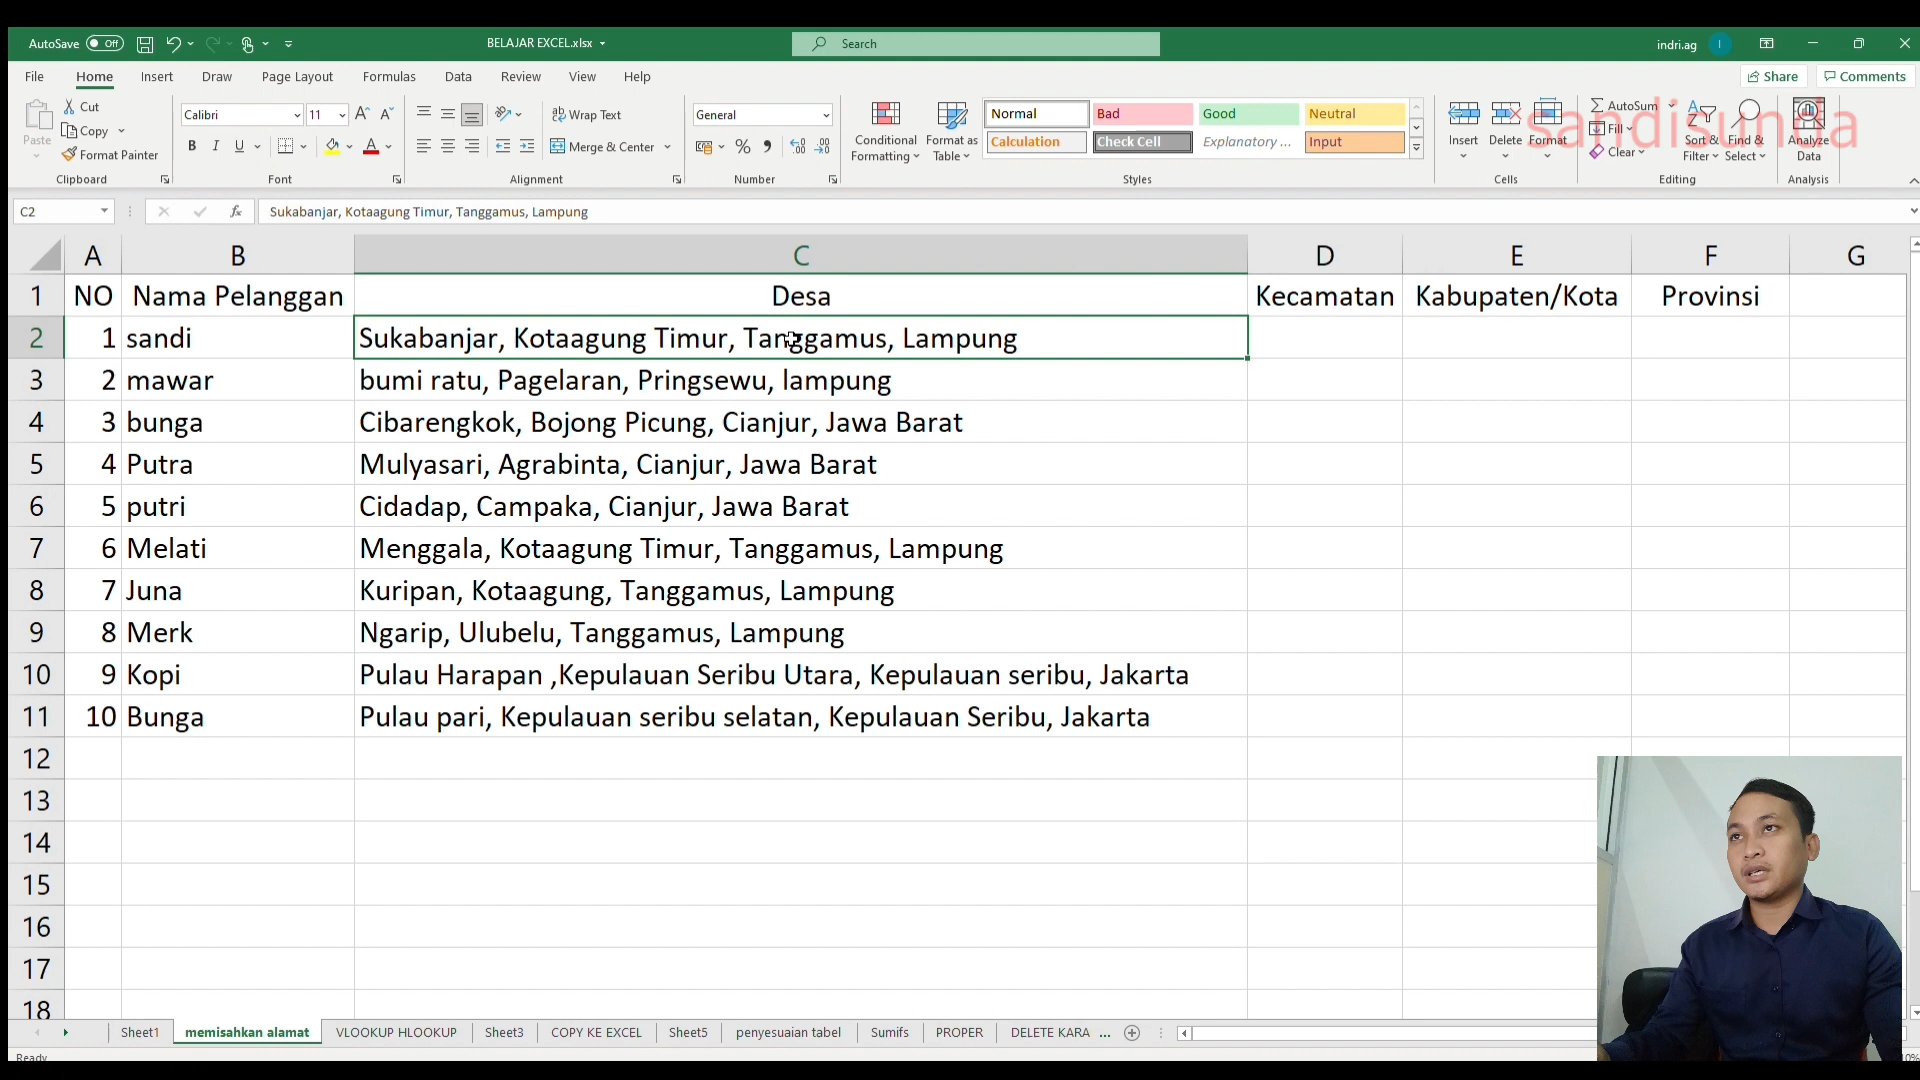 AutoSave Off
BELAJAR EXCEL.xlsx
Search
indri.ag I
File Home Insert Draw Page Layout Formulas Data Review View Help
Share Comments
Paste
Cut
Copy
Format Painter
Clipboard
Calibri 11
B I U
Font
Wrap Text
Merge & Center
Alignment
General
Number
Conditional Formatting
Format as Table
Normal Bad Good Neutral
Calculation Check Cell Explanatory ... Input
Styles
Insert Delete Format
Cells
AutoSum
Fill
Clear
Sort & Filter
Find & Select
Editing
Analyze Data
Analysis
sandisunda
C2
fx
Sukabanjar, Kotaagung Timur, Tanggamus, Lampung
A B C D E F G
1 NO Nama Pelanggan Desa Kecamatan Kabupaten/Kota Provinsi
2 1 sandi Sukabanjar, Kotaagung Timur, Tanggamus, Lampung
3 2 mawar bumi ratu, Pagelaran, Pringsewu, lampung
4 3 bunga Cibarengkok, Bojong Picung, Cianjur, Jawa Barat
5 4 Putra Mulyasari, Agrabinta, Cianjur, Jawa Barat
6 5 putri Cidadap, Campaka, Cianjur, Jawa Barat
7 6 Melati Menggala, Kotaagung Timur, Tanggamus, Lampung
8 7 Juna Kuripan, Kotaagung, Tanggamus, Lampung
9 8 Merk Ngarip, Ulubelu, Tanggamus, Lampung
10 9 Kopi Pulau Harapan ,Kepulauan Seribu Utara, Kepulauan seribu, Jakarta
11 10 Bunga Pulau pari, Kepulauan seribu selatan, Kepulauan Seribu, Jakarta
12
13
14
15
16
17
18
Sheet1 memisahkan alamat VLOOKUP HLOOKUP Sheet3 COPY KE EXCEL Sheet5 penyesuaian tabel Sumifs PROPER DELETE KARA ...
Ready